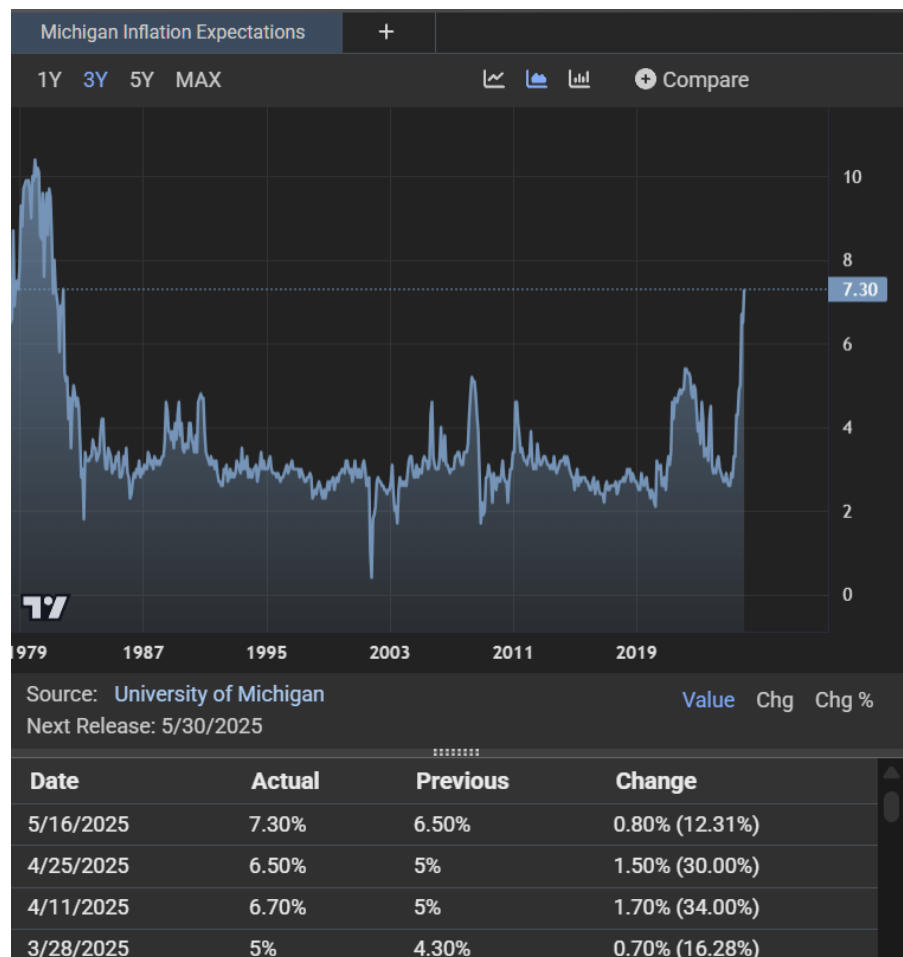 Michigan Inflation Expectations +
1Y 3Y 5Y MAX Compare
10
8
7.30
6
4
2
0
1979 1987 1995 2003 2011 2019
Source: University of Michigan
Value Chg Chg %
Next Release: 5/30/2025
Date Actual Previous Change
5/16/2025 7.30% 6.50% 0.80% (12.31%)
4/25/2025 6.50% 5% 1.50% (30.00%)
4/11/2025 6.70% 5% 1.70% (34.00%)
3/28/2025 5% 4.30% 0.70% (16.28%)